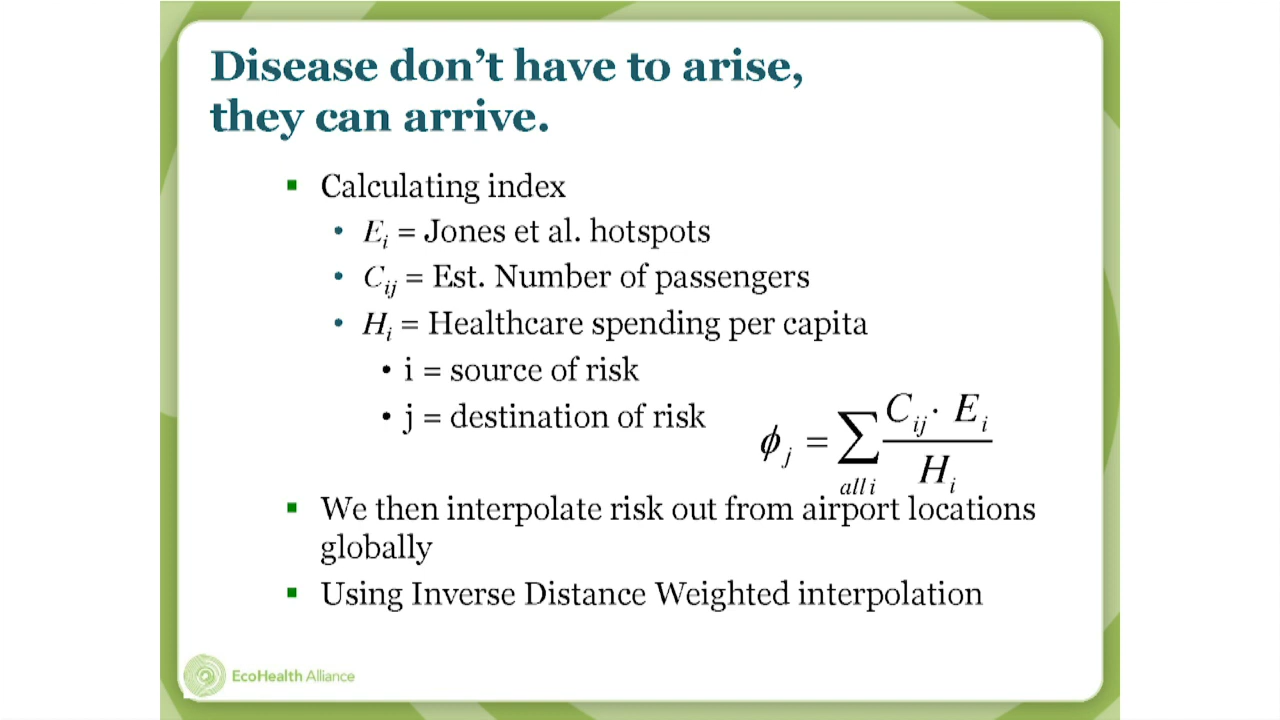 Disease don’t have to arise,
they can arrive.
▪ Calculating index
• Eᵢ = Jones et al. hotspots
• Cᵢⱼ = Est. Number of passengers
• Hᵢ = Healthcare spending per capita
• i = source of risk
• j = destination of risk
ϕⱼ = ∑ all i Cᵢⱼ · Eᵢ / Hᵢ
▪ We then interpolate risk out from airport locations
globally
▪ Using Inverse Distance Weighted interpolation
EcoHealth Alliance